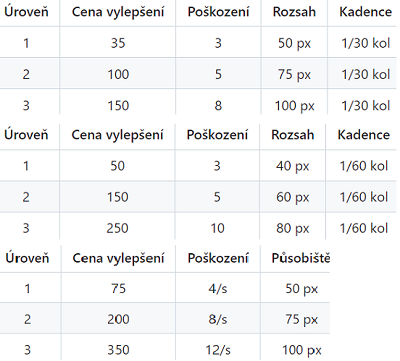 Úroveň Cena vylepšení Poškození Rozsah Kadence
1 35 3 50 px 1/30 kol
2 100 5 75 px 1/30 kol
3 150 8 100 px 1/30 kol
Úroveň Cena vylepšení Poškození Rozsah Kadence
1 50 3 40 px 1/60 kol
2 150 5 60 px 1/60 kol
3 250 10 80 px 1/60 kol
Úroveň Cena vylepšení Poškození Působiště
1 75 4/s 50 px
2 200 8/s 75 px
3 350 12/s 100 px